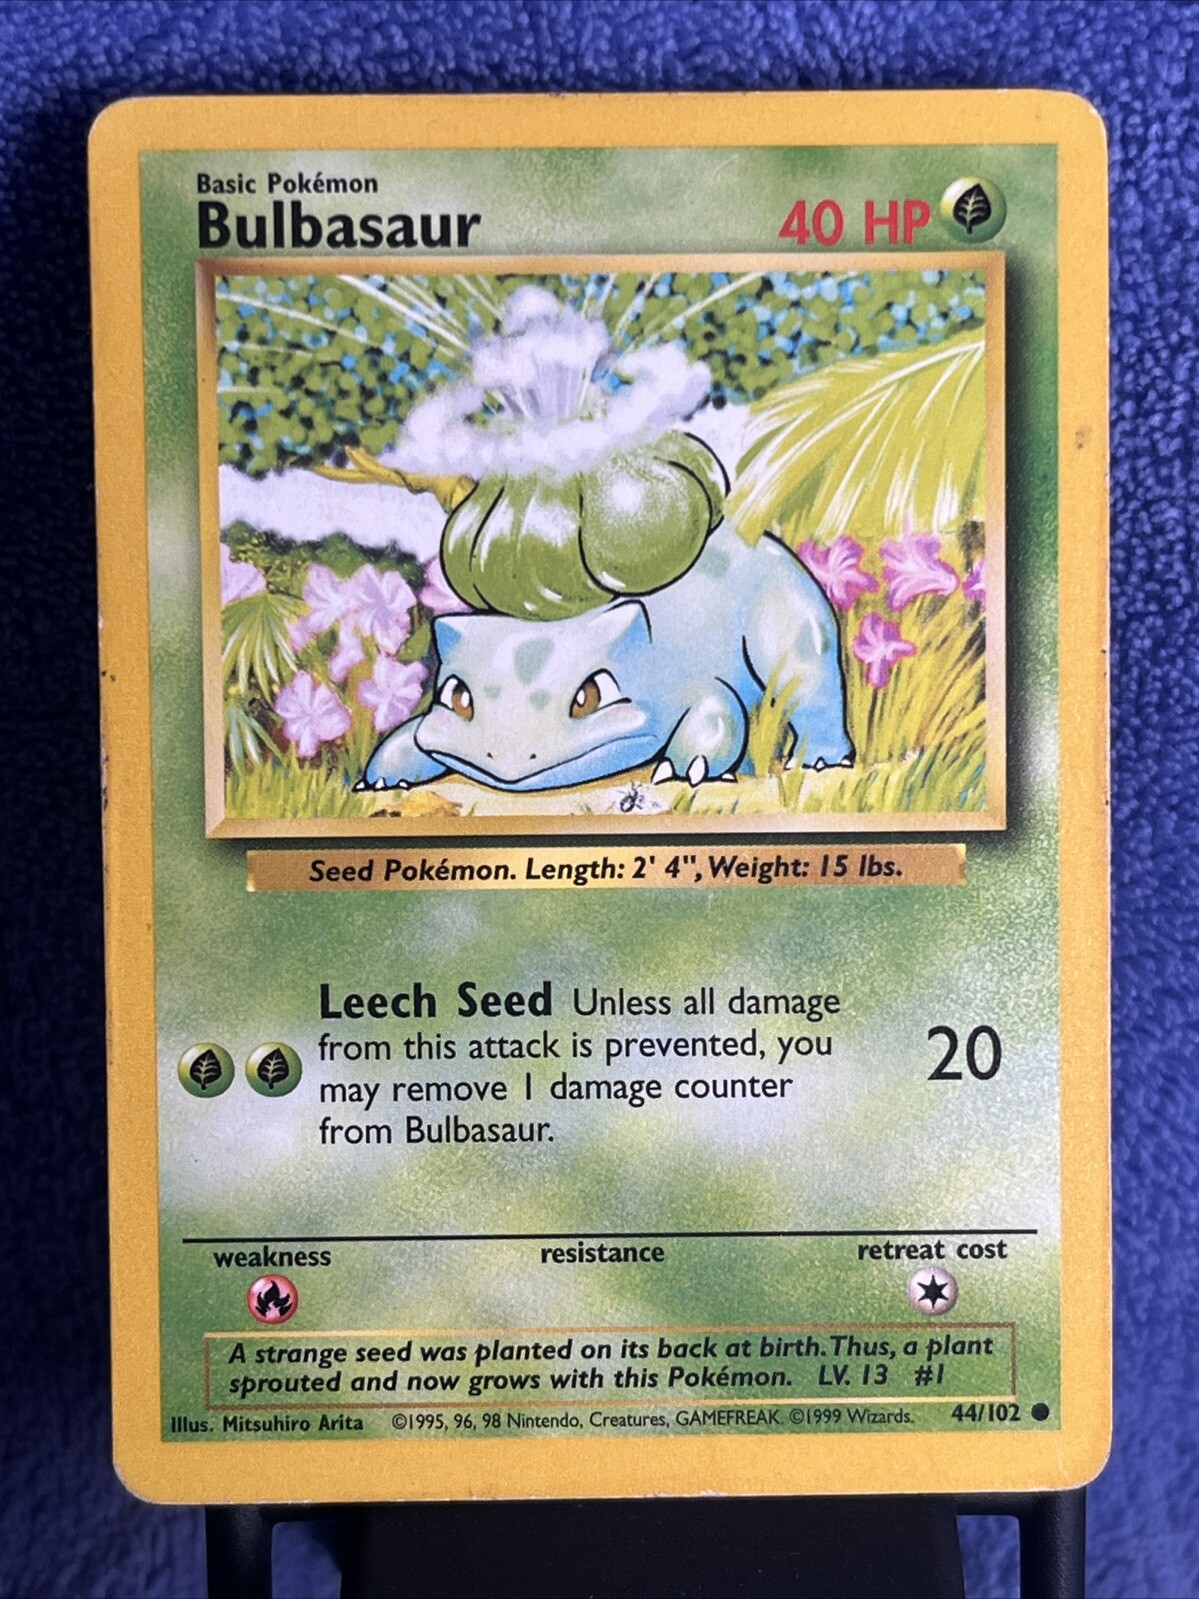 Basic Pokémon
Bulbasaur
40 HP
Seed Pokémon. Length: 2' 4", Weight: 15 lbs.
Leech Seed Unless all damage
from this attack is prevented, you
may remove 1 damage counter
from Bulbasaur.
20
weakness resistance retreat cost
A strange seed was planted on its back at birth. Thus, a plant
sprouted and now grows with this Pokémon. LV. 13 #1
Illus. Mitsuhiro Arita ©1995, 96, 98 Nintendo, Creatures, GAMEFREAK. ©1999 Wizards. 44/102